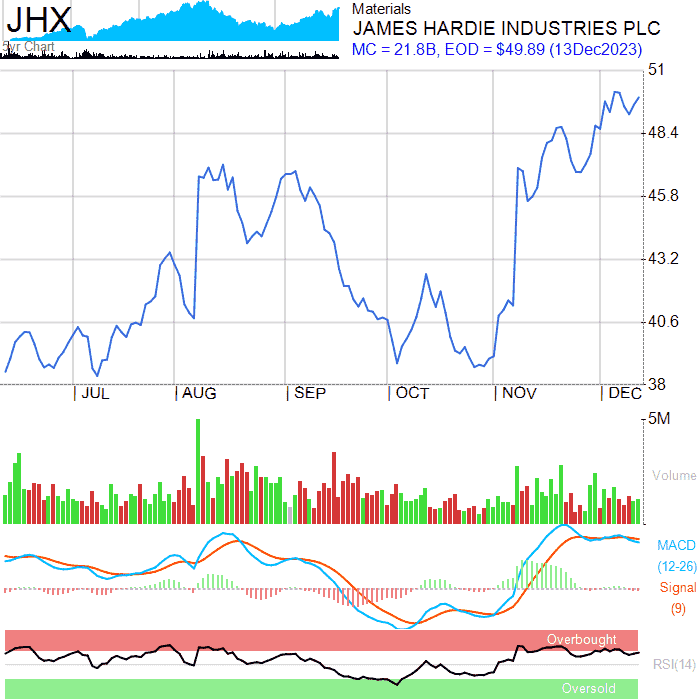 JHX
5yr Chart
Materials
JAMES HARDIE INDUSTRIES PLC
MC = 21.8B, EOD = $49.89 (13Dec2023)
51
48.4
45.8
43.2
40.6
38
| JUL | AUG | SEP | OCT | NOV | DEC
5M
Volume
MACD
(12-26)
Signal
(9)
Overbought
RSI(14)
Oversold